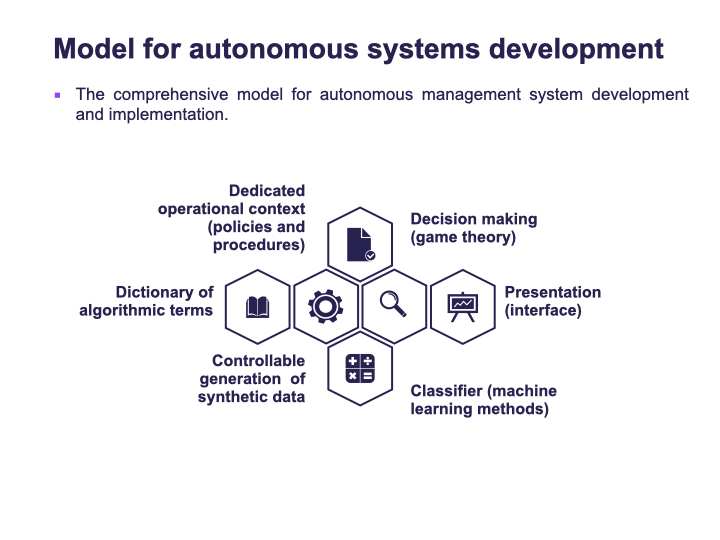 Model for autonomous systems development
The comprehensive model for autonomous management system development
and implementation.
Dedicated
operational context
(policies and
procedures)
Decision making
(game theory)
Dictionary of
algorithmic terms
Presentation
(interface)
Controllable
generation of
synthetic data
Classifier (machine
learning methods)